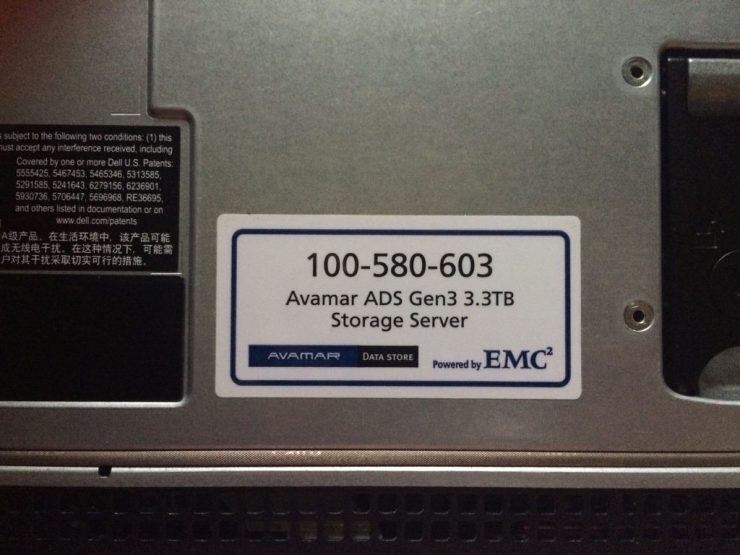 s subject to the following two conditions: (1) this
ust accept any interference received, including
Covered by one or more Dell U.S. Patents:
5555425, 5467453, 5465346, 5313585,
5291585, 5241643, 6279156, 6236901,
5930736, 5706447, 5696968, RE36695,
and others listed in documentation or on
www.dell.com/patents
A级产品。在生活环境中，该产品可能
成无线电干扰。在这种情况下，可能需
户对其干扰采取切实可行的措施。
100-580-603
Avamar ADS Gen3 3.3TB
Storage Server
AVAMAR DATA STORE Powered by EMC²